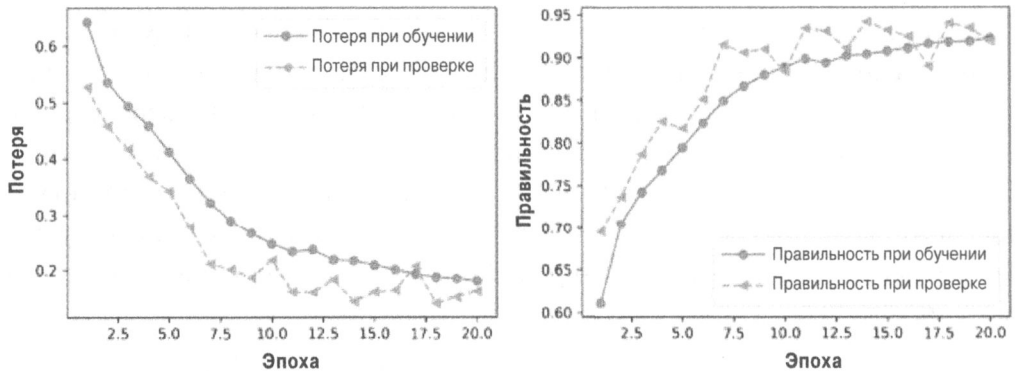 Потеря при обучении
Потеря при проверке
Потеря
0.6
0.5
0.4
0.3
0.2
2.5 5.0 7.5 10.0 12.5 15.0 17.5 20.0
Эпоха
Правильность
0.95
0.90
0.85
0.80
0.75
0.70
0.65
0.60
Правильность при обучении
Правильность при проверке
2.5 5.0 7.5 10.0 12.5 15.0 17.5 20.0
Эпоха